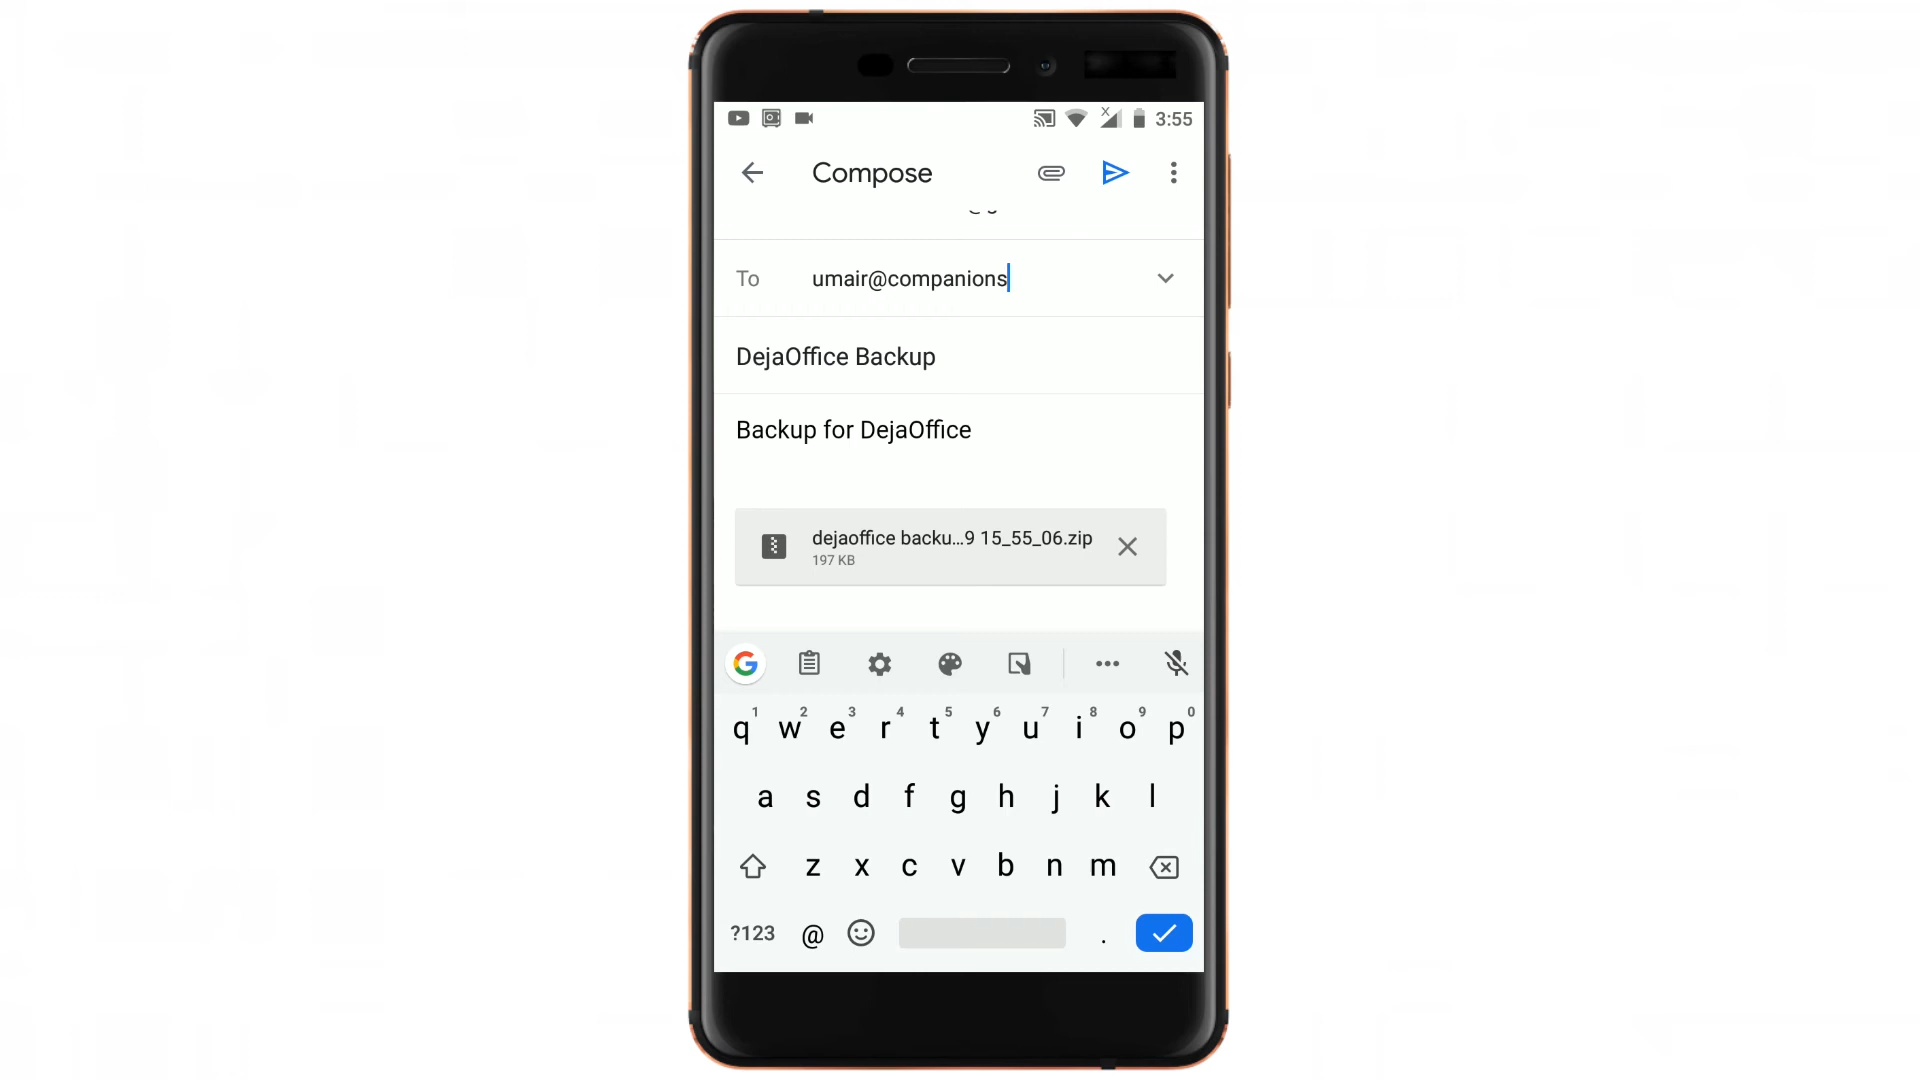 3:55
Compose
To umair@companions
DejaOffice Backup
Backup for DejaOffice
dejaoffice backu...9 15_55_06.zip
197 KB
G
1 2 3 4 5 6 7 8 9 0
q w e r t y u i o p
a s d f g h j k l
z x c v b n m
?123 @ .